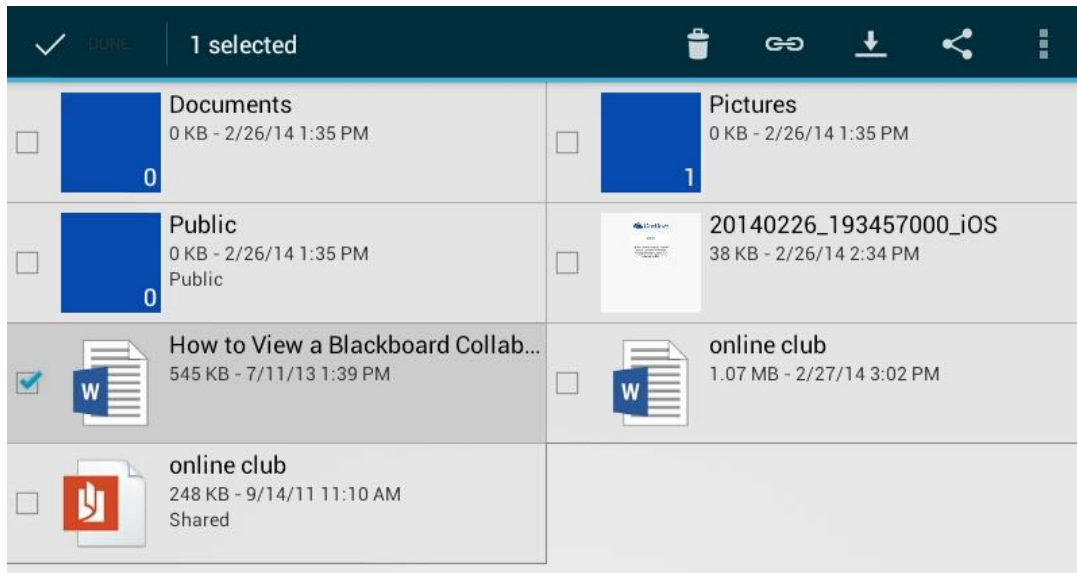 DONE
1 selected
Documents
0 KB - 2/26/14 1:35 PM
0
Pictures
0 KB - 2/26/14 1:35 PM
1
Public
0 KB - 2/26/14 1:35 PM
Public
0
OneDrive
20140226_193457000_iOS
38 KB - 2/26/14 2:34 PM
W
How to View a Blackboard Collab...
545 KB - 7/11/13 1:39 PM
W
online club
1.07 MB - 2/27/14 3:02 PM
online club
248 KB - 9/14/11 11:10 AM
Shared